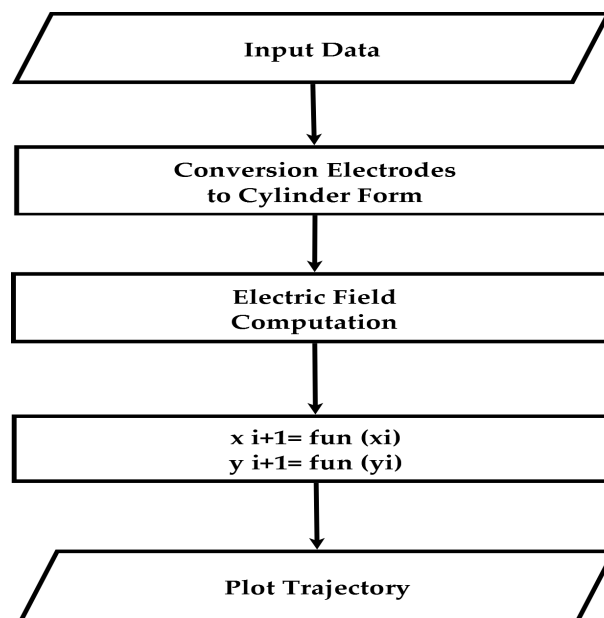 Input Data
Conversion Electrodes
to Cylinder Form
Electric Field
Computation
x i+1= fun (xi)
y i+1= fun (yi)
Plot Trajectory